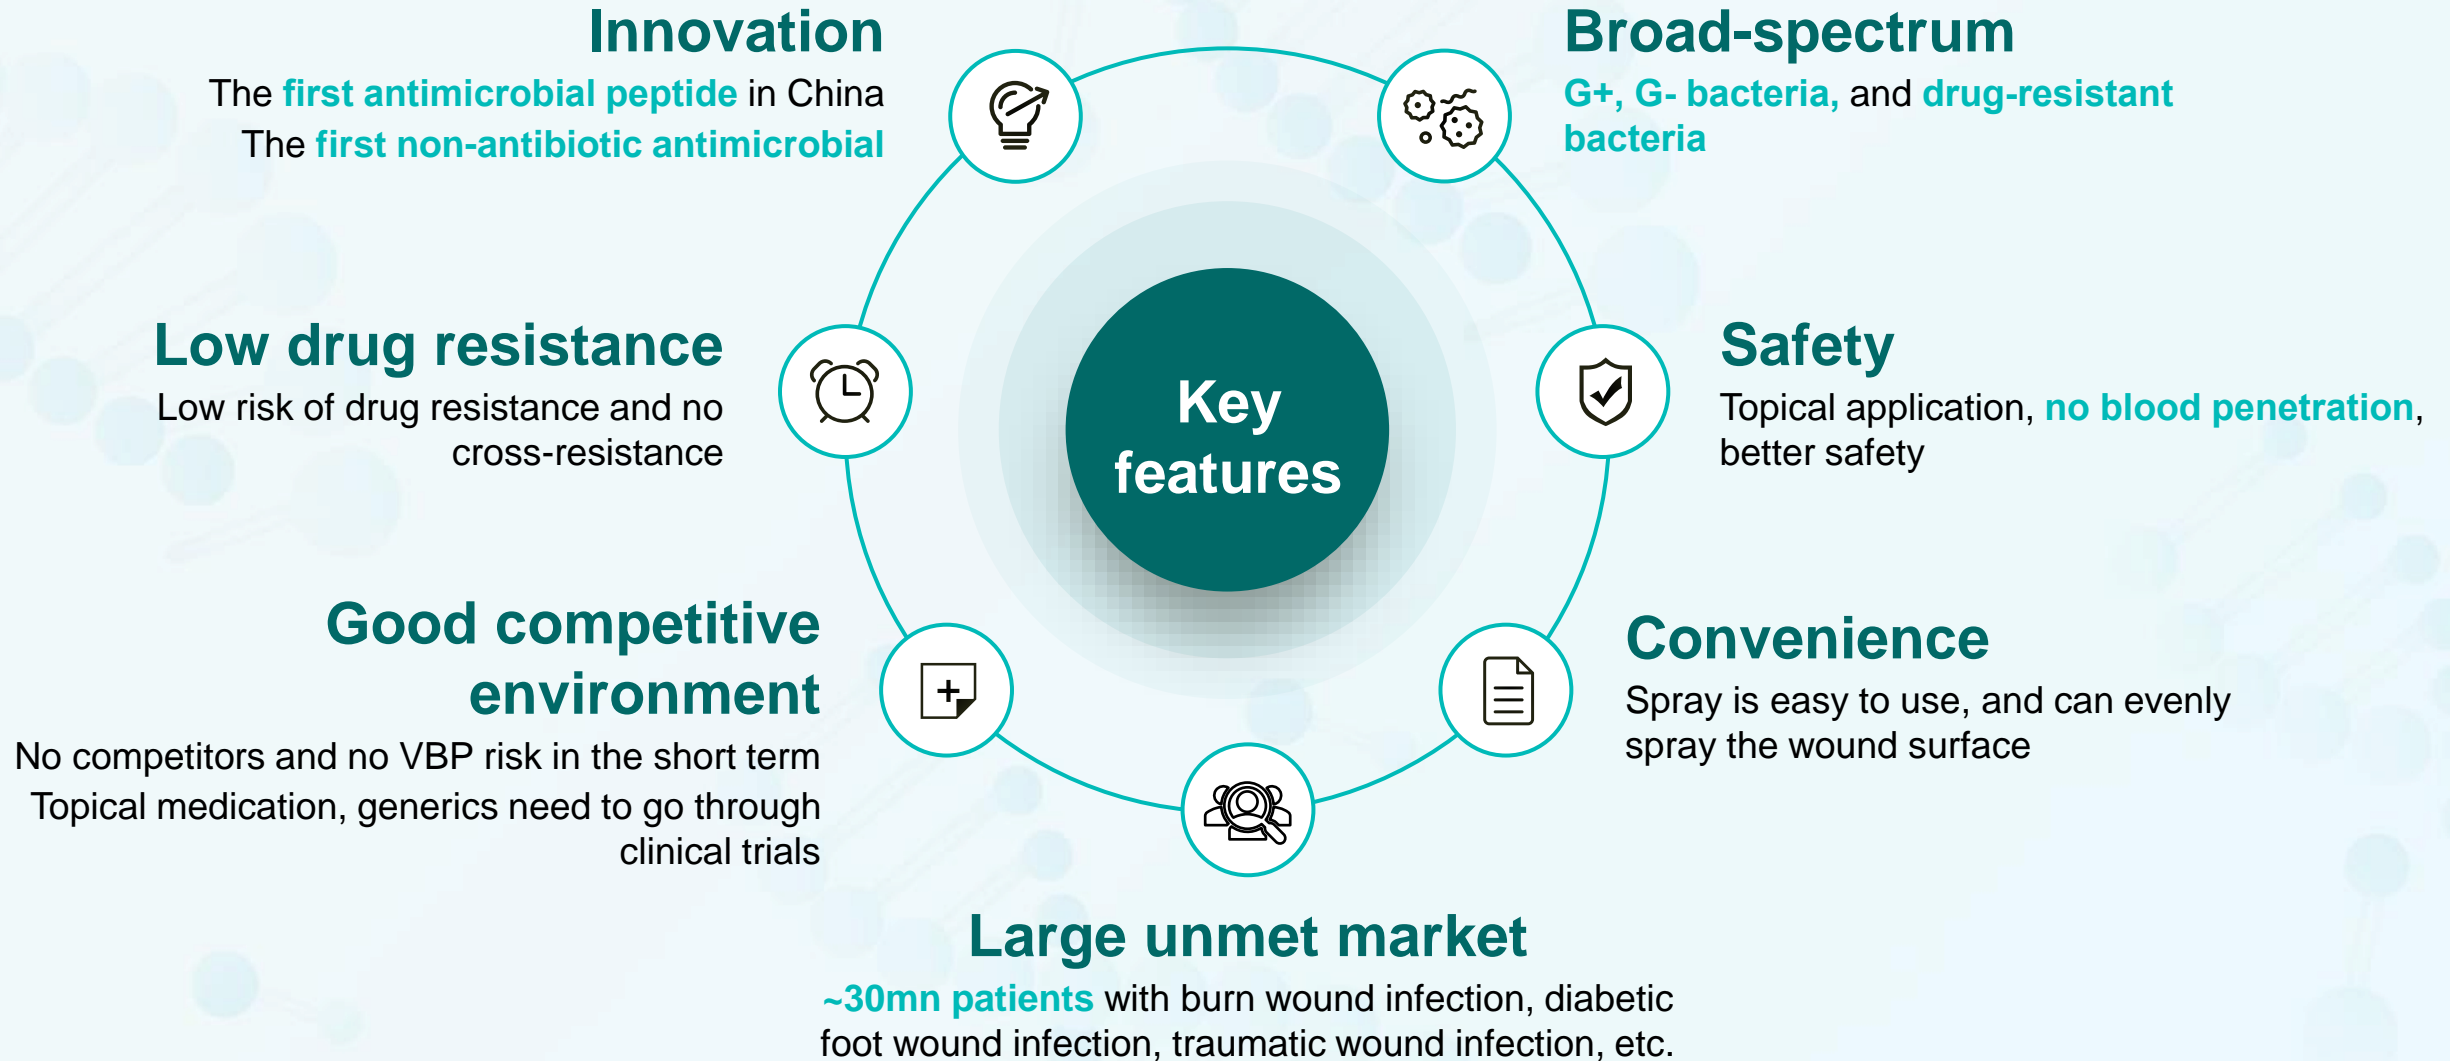 Innovation
The first antimicrobial peptide in China
The first non-antibiotic antimicrobial
Broad-spectrum
G+, G- bacteria, and drug-resistant
bacteria
Low drug resistance
Low risk of drug resistance and no
cross-resistance
Key
features
Safety
Topical application, no blood penetration,
better safety
Good competitive
environment
No competitors and no VBP risk in the short term
Topical medication, generics need to go through
clinical trials
Convenience
Spray is easy to use, and can evenly
spray the wound surface
Large unmet market
~30mn patients with burn wound infection, diabetic
foot wound infection, traumatic wound infection, etc.